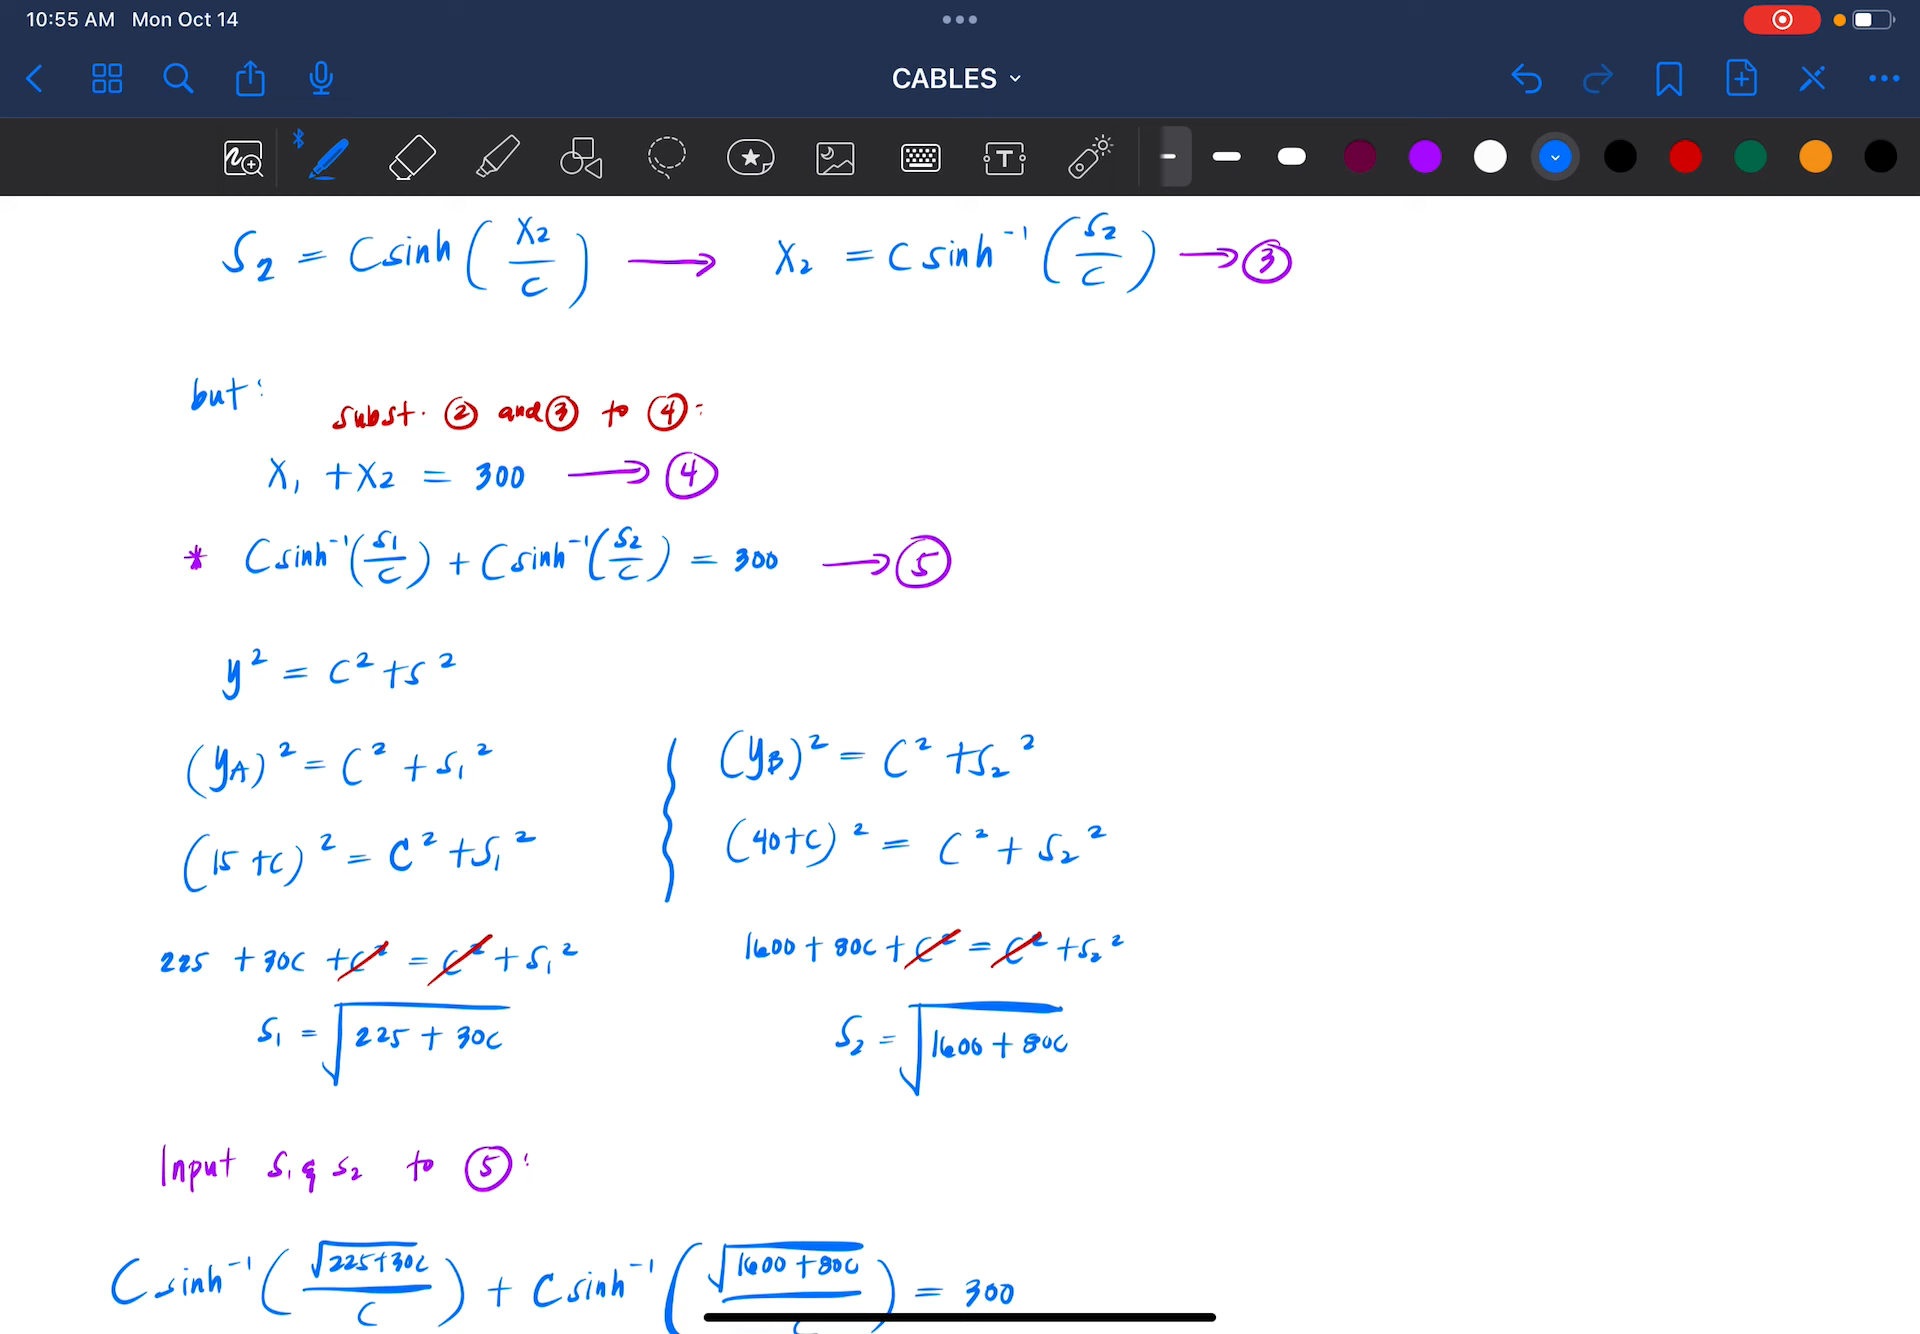 10:55 AM Mon Oct 14
CABLES
S₂ = C sinh (X₂/C) → X₂ = C sinh⁻¹ (S₂/C) → ③
but:
subst. ② and ③ to ④:
X₁ + X₂ = 300 → ④
* C sinh⁻¹(S₁/C) + C sinh⁻¹(S₂/C) = 300 → ⑤
y² = C² + S²
(yA)² = C² + S₁²
(15 + C)² = C² + S₁²
225 + 30C + C² = C² + S₁²
S₁ = √(225 + 30C)
(yB)² = C² + S₂²
(40 + C)² = C² + S₂²
1600 + 80C + C² = C² + S₂²
S₂ = √(1600 + 80C)
Input S₁ & S₂ to ⑤:
C sinh⁻¹ (√(225+30C)/C) + C sinh⁻¹ (√(1600+80C)/C) = 300